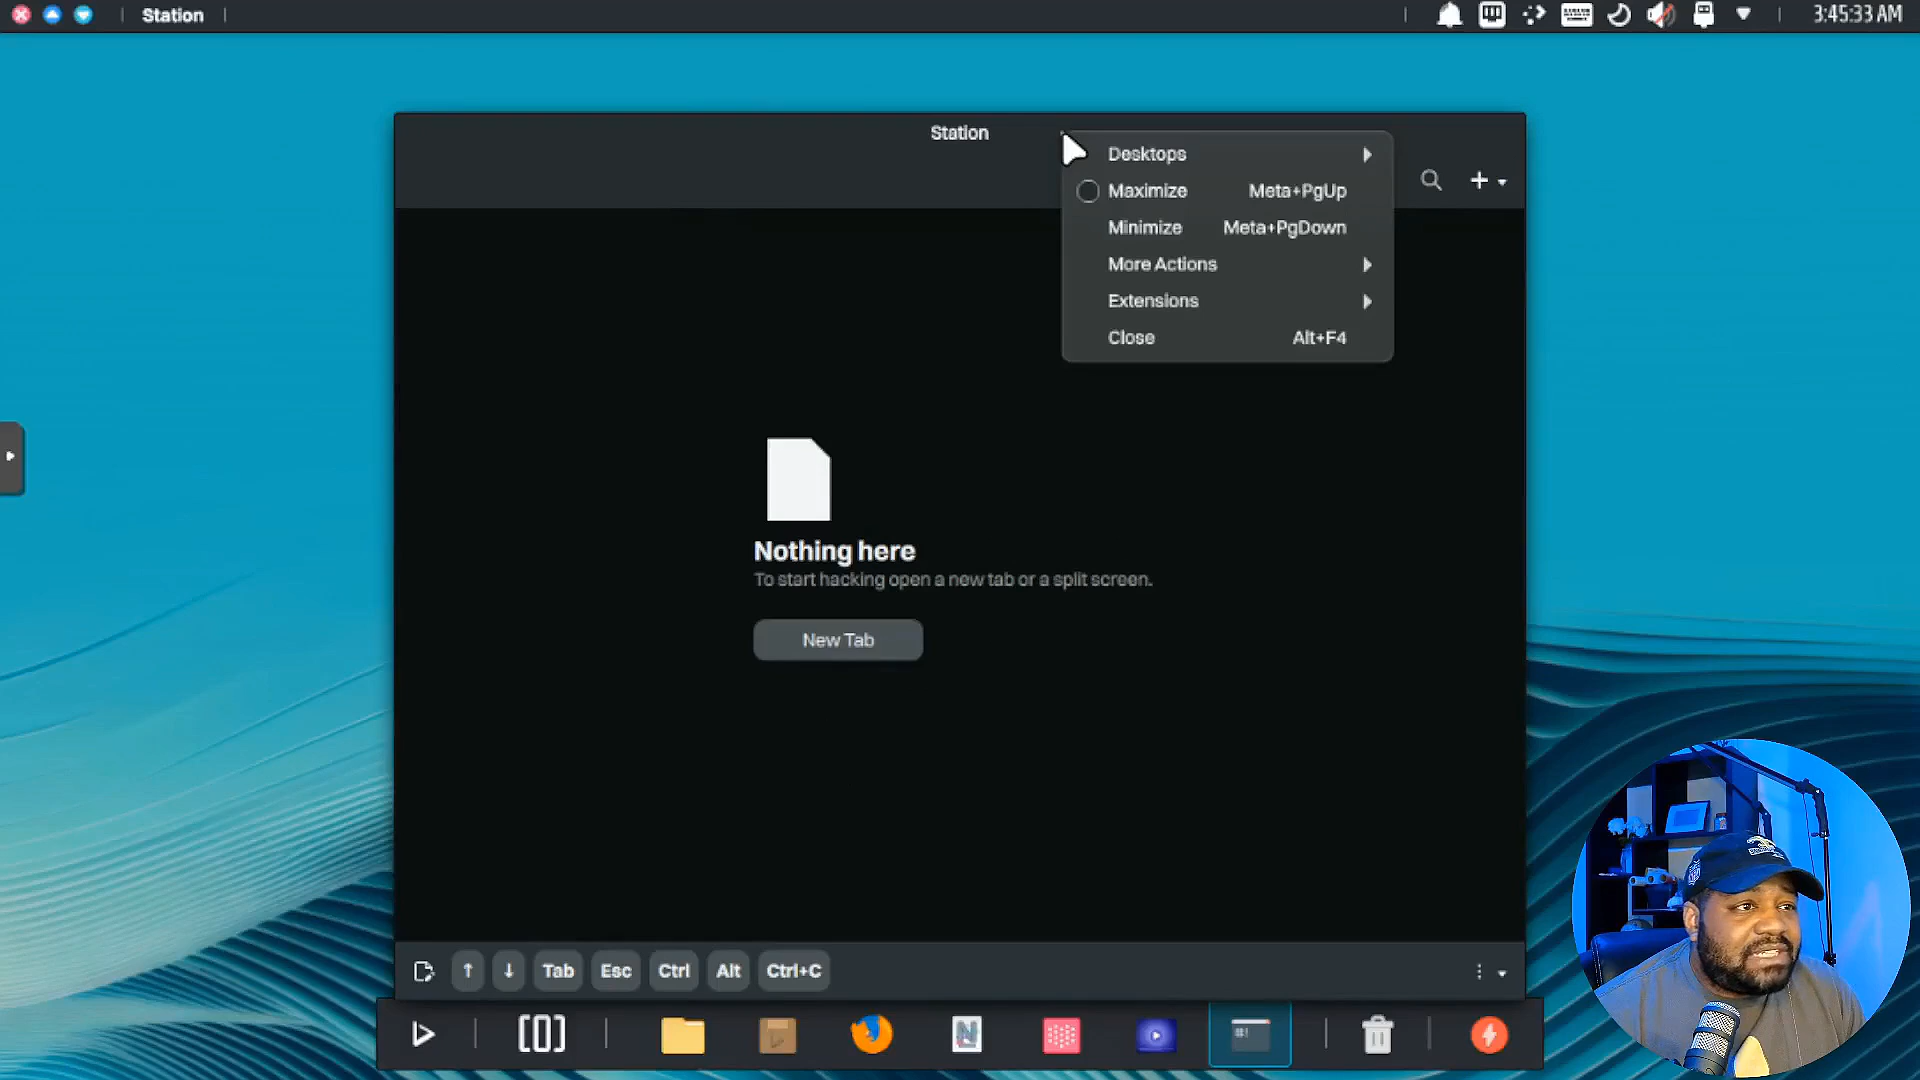 Station
3:45:33 AM
Station
Desktops
Maximize Meta+PgUp
Minimize Meta+PgDown
More Actions
Extensions
Close Alt+F4
Nothing here
To start hacking open a new tab or a split screen.
New Tab
↑ ↓ Tab Esc Ctrl Alt Ctrl+C